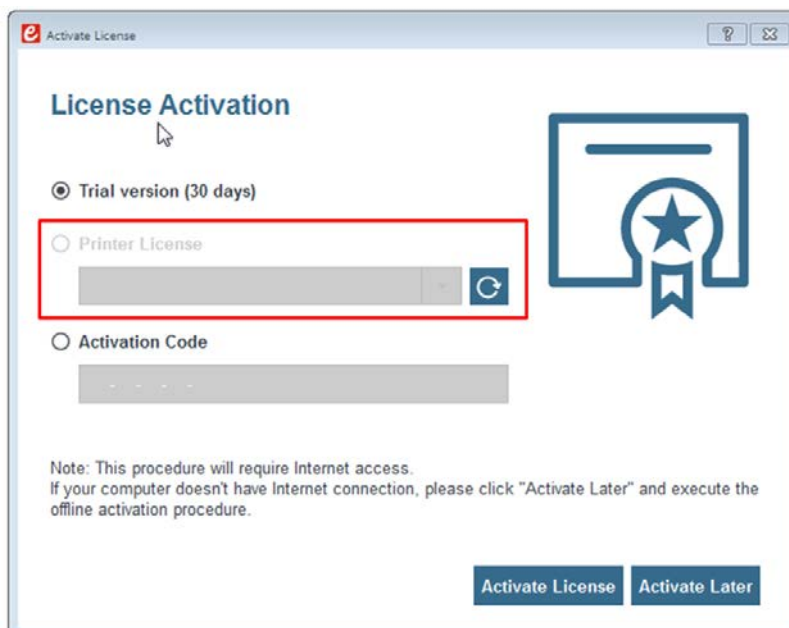 Activate License
License Activation
Trial version (30 days)
Printer License
Activation Code
- - - -
Note: This procedure will require Internet access.
If your computer doesn't have Internet connection, please click "Activate Later" and execute the
offline activation procedure.
Activate License Activate Later